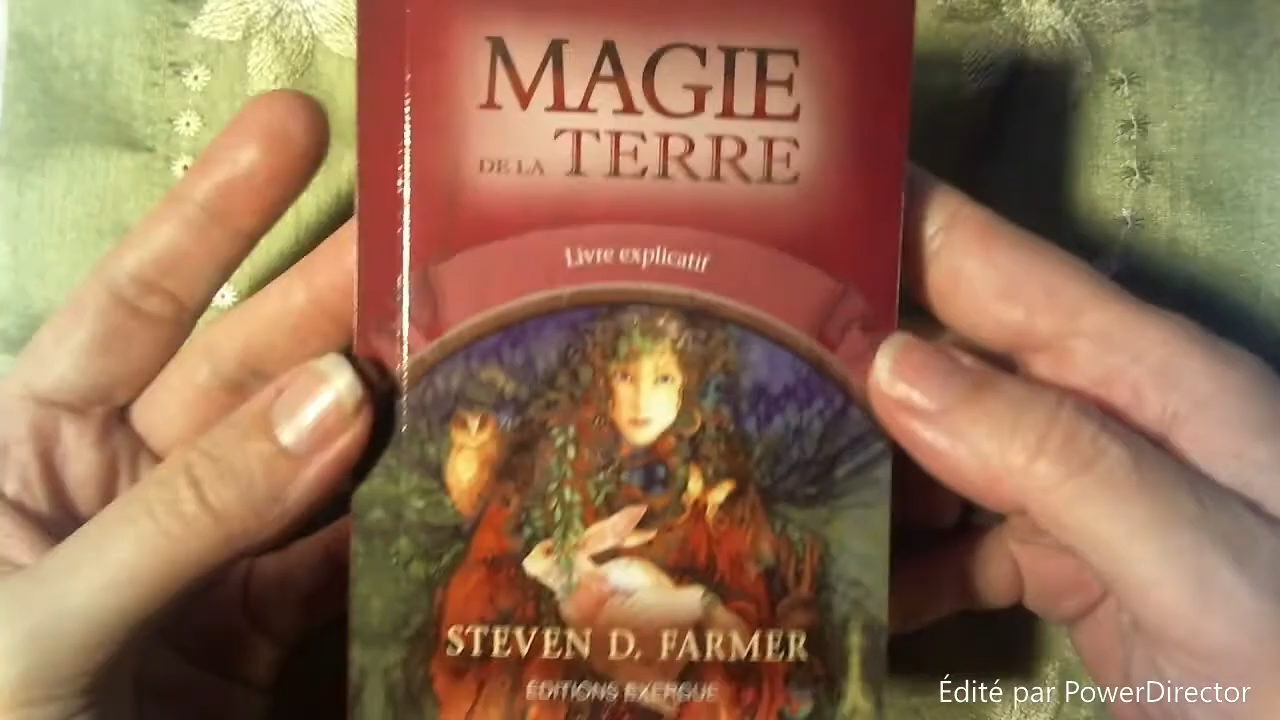 MAGIE
DE LA TERRE
Livre explicatif
STEVEN D. FARMER
ÉDITIONS EXERGUE
Édité par PowerDirector